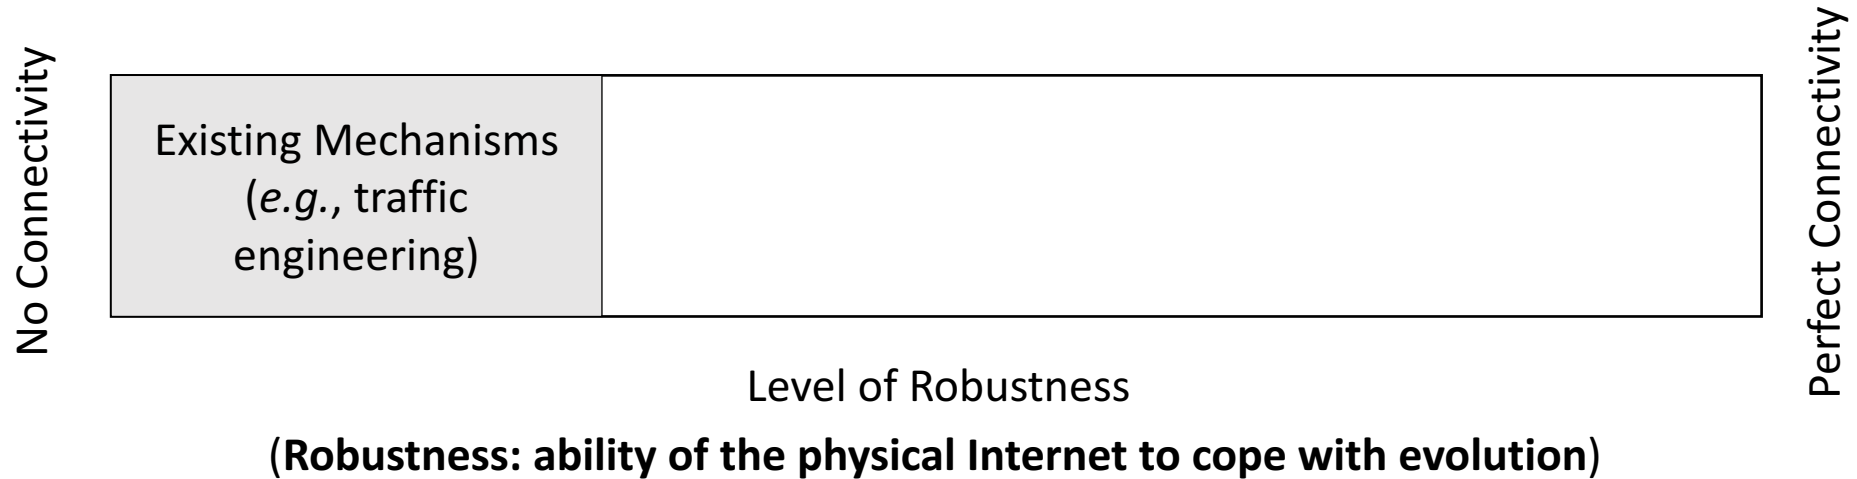 No Connectivity
Existing Mechanisms
(e.g., traffic
engineering)
Perfect Connectivity
Level of Robustness
(Robustness: ability of the physical Internet to cope with evolution)